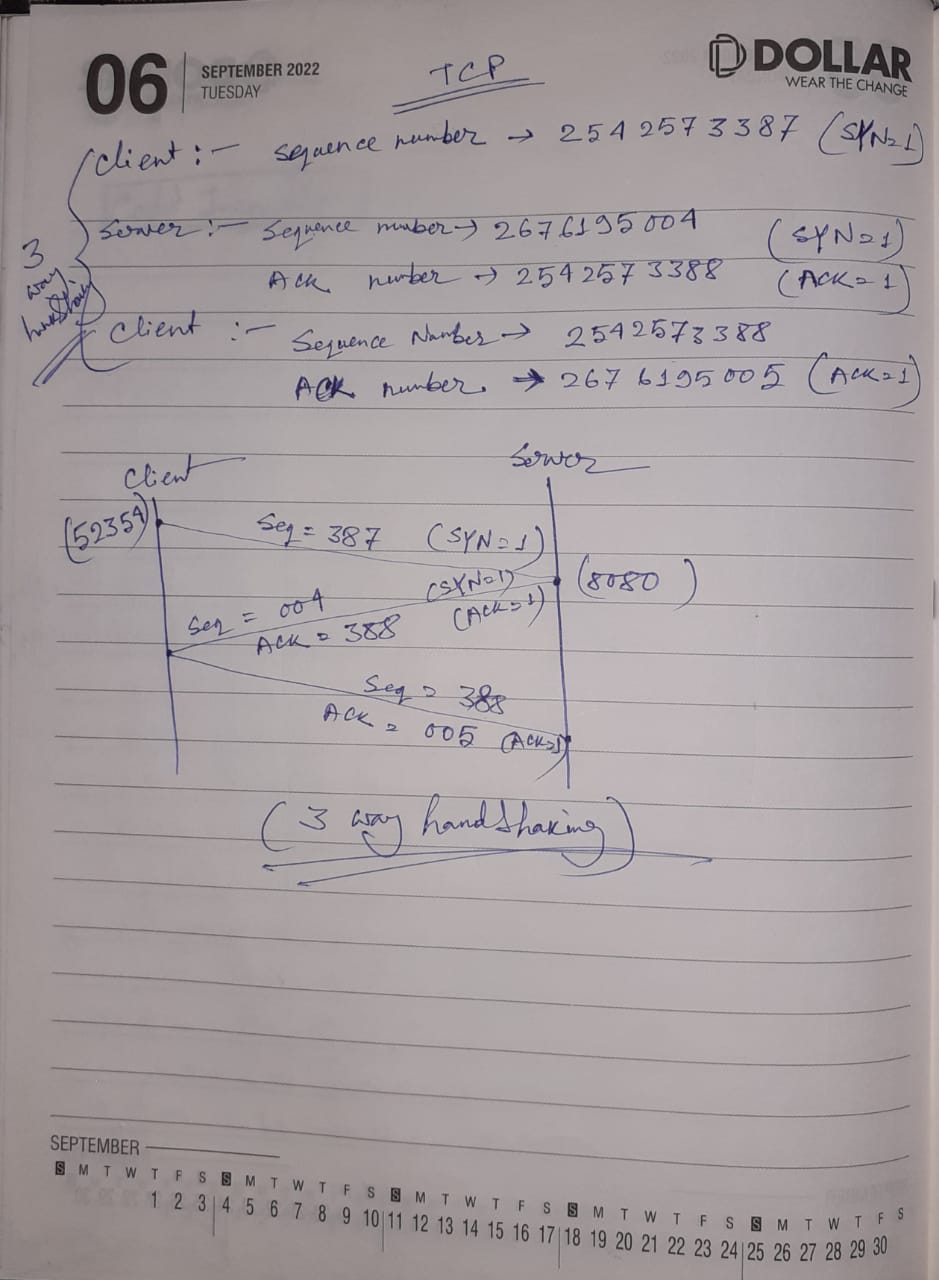 06 SEPTEMBER 2022 TUESDAY
TCP
DOLLAR
WEAR THE CHANGE
Client :- Sequence number → 2542573387 (SYN=1)
Server :- Sequence number → 2676195004 (SYN=1)
Ack number → 2542573388 (ACK=1)
Client :- Sequence Number → 2542573388
ACK number → 2676195005 (ACK=1)
3 way handshaking
Client
Server
(52354)
Seq = 387 (SYN=1)
(SYN=1)
(8080)
Seq = 004
(ACK=1)
ACK = 388
Seq = 388
ACK = 005 (ACK=1)
(3 way handshaking)
SEPTEMBER
S M T W T F S S M T W T F S S M T W T F S S M T W T F S S M T W T F S
1 2 3 4 5 6 7 8 9 10 11 12 13 14 15 16 17 18 19 20 21 22 23 24 25 26 27 28 29 30